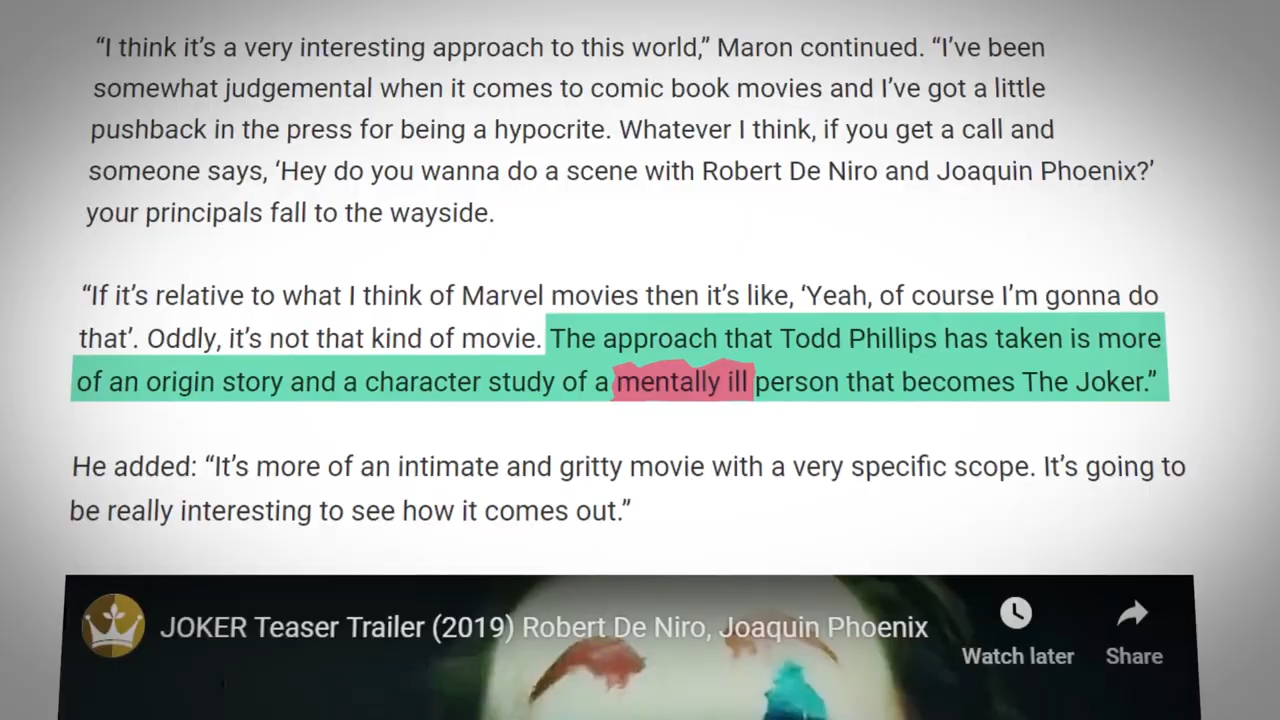 “I think it’s a very interesting approach to this world,” Maron continued. “I’ve been
somewhat judgemental when it comes to comic book movies and I’ve got a little
pushback in the press for being a hypocrite. Whatever I think, if you get a call and
someone says, ‘Hey do you wanna do a scene with Robert De Niro and Joaquin Phoenix?’
your principals fall to the wayside.
“If it’s relative to what I think of Marvel movies then it’s like, ‘Yeah, of course I’m gonna do
that’. Oddly, it’s not that kind of movie. The approach that Todd Phillips has taken is more
of an origin story and a character study of a mentally ill person that becomes The Joker.”
He added: “It’s more of an intimate and gritty movie with a very specific scope. It’s going to
be really interesting to see how it comes out.”
JOKER Teaser Trailer (2019) Robert De Niro, Joaquin Phoenix
Watch later
Share